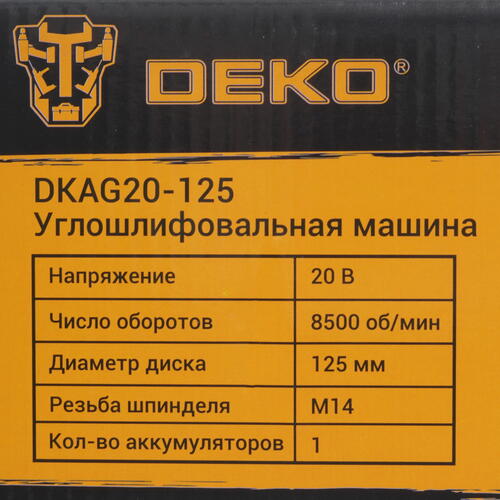 DEKO®
DKAG20-125
Углошлифовальная машина
Напряжение 20 В
Число оборотов 8500 об/мин
Диаметр диска 125 мм
Резьба шпинделя М14
Кол-во аккумуляторов 1